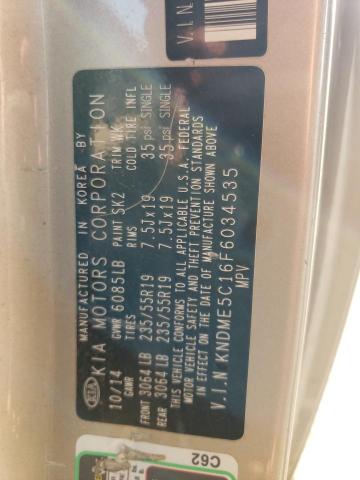 MANUFACTURED IN KOREA BY
KIA MOTORS CORPORATION
10/14 GVWR 6085LB PAINT SK2 TRIM WK
GAWR TIRES RIMS COLD TIRE INFL
FRONT 3064 LB 235/55R19 7.5Jx19 35 psi SINGLE
REAR 3064 LB 235/55R19 7.5Jx19 35 psi SINGLE
THIS VEHICLE CONFORMS TO ALL APPLICABLE U.S.A. FEDERAL
MOTOR VEHICLE SAFETY AND THEFT PREVENTION STANDARDS
IN EFFECT ON THE DATE OF MANUFACTURE SHOWN ABOVE
V.I.N KNDME5C16F6034535
MPV
V.I.N
KIA
C62